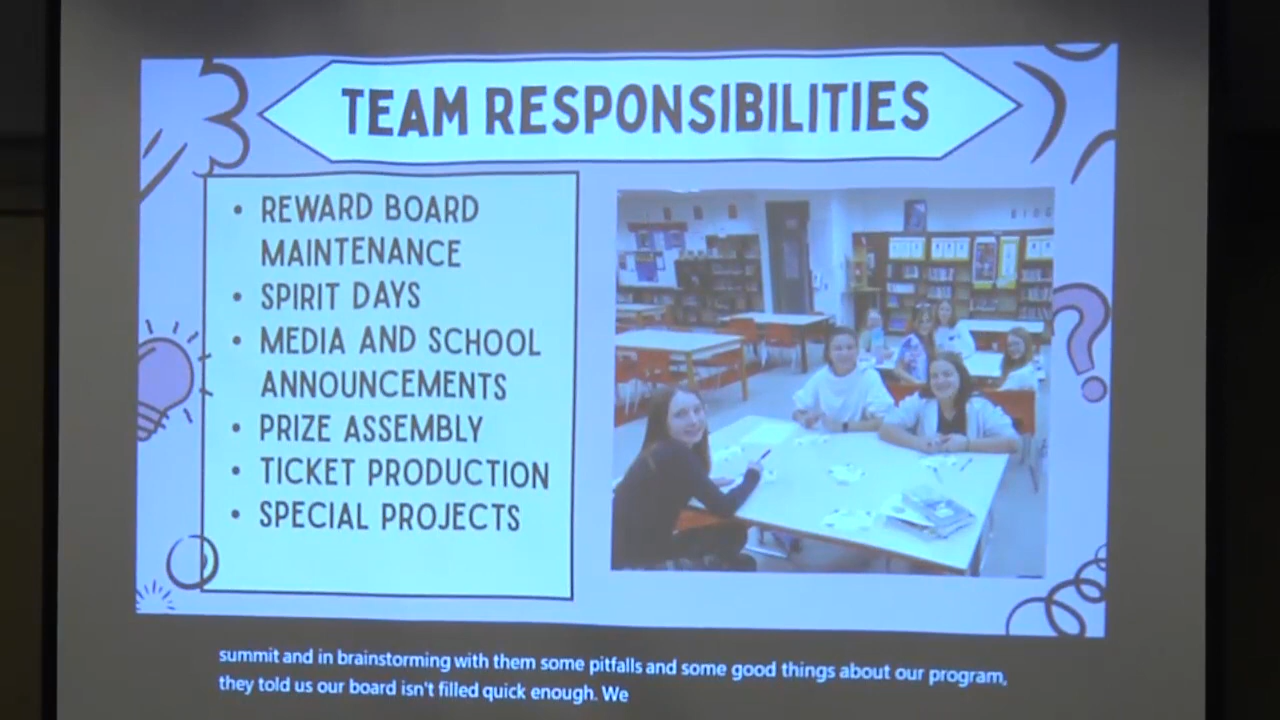 TEAM RESPONSIBILITIES
• REWARD BOARD
MAINTENANCE
• SPIRIT DAYS
• MEDIA AND SCHOOL
ANNOUNCEMENTS
• PRIZE ASSEMBLY
• TICKET PRODUCTION
• SPECIAL PROJECTS
?
summit and in brainstorming with them some pitfalls and some good things about our program,
they told us our board isn't filled quick enough. We